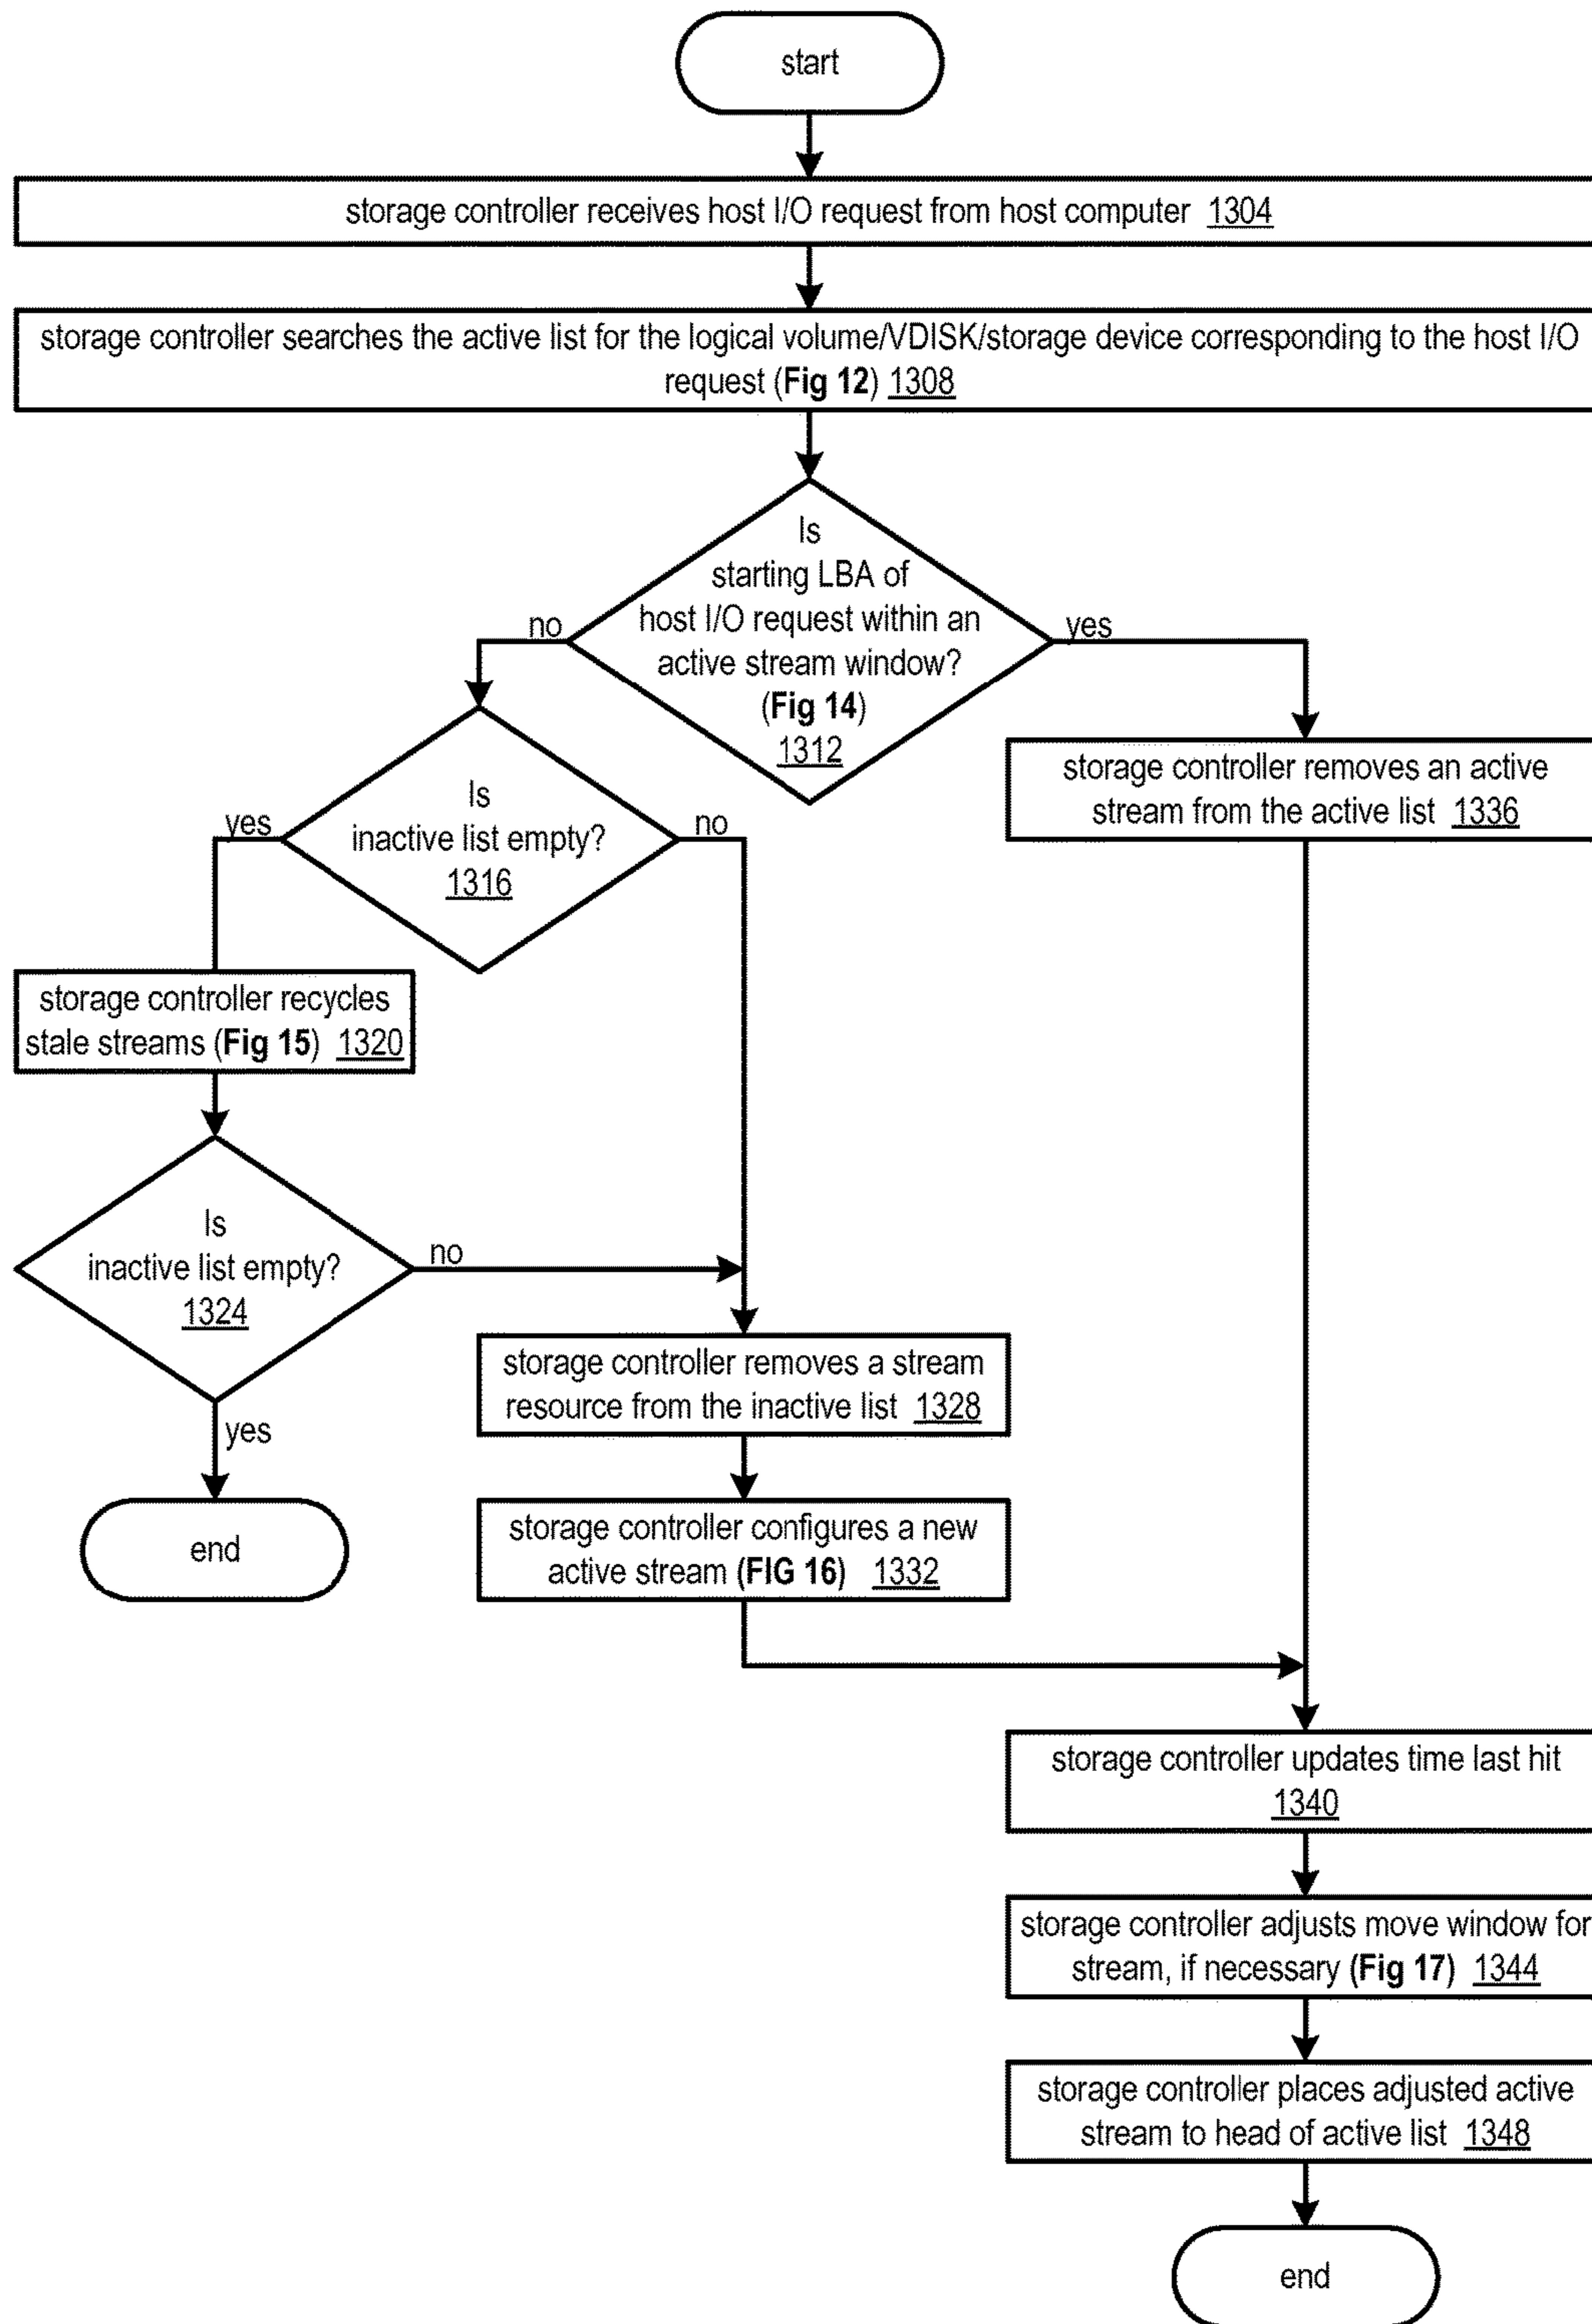 start
storage controller receives host I/O request from host computer 1304
storage controller searches the active list for the logical volume/VDISK/storage device corresponding to the host I/O
request (Fig 12) 1308
Is
starting LBA of
host I/O request within an
active stream window?
(Fig 14)
1312
no
yes
storage controller removes an active
stream from the active list 1336
Is
inactive list empty?
1316
yes
no
storage controller recycles
stale streams (Fig 15) 1320
Is
inactive list empty?
1324
no
yes
end
storage controller removes a stream
resource from the inactive list 1328
storage controller configures a new
active stream (FIG 16) 1332
storage controller updates time last hit
1340
storage controller adjusts move window for
stream, if necessary (Fig 17) 1344
storage controller places adjusted active
stream to head of active list 1348
end